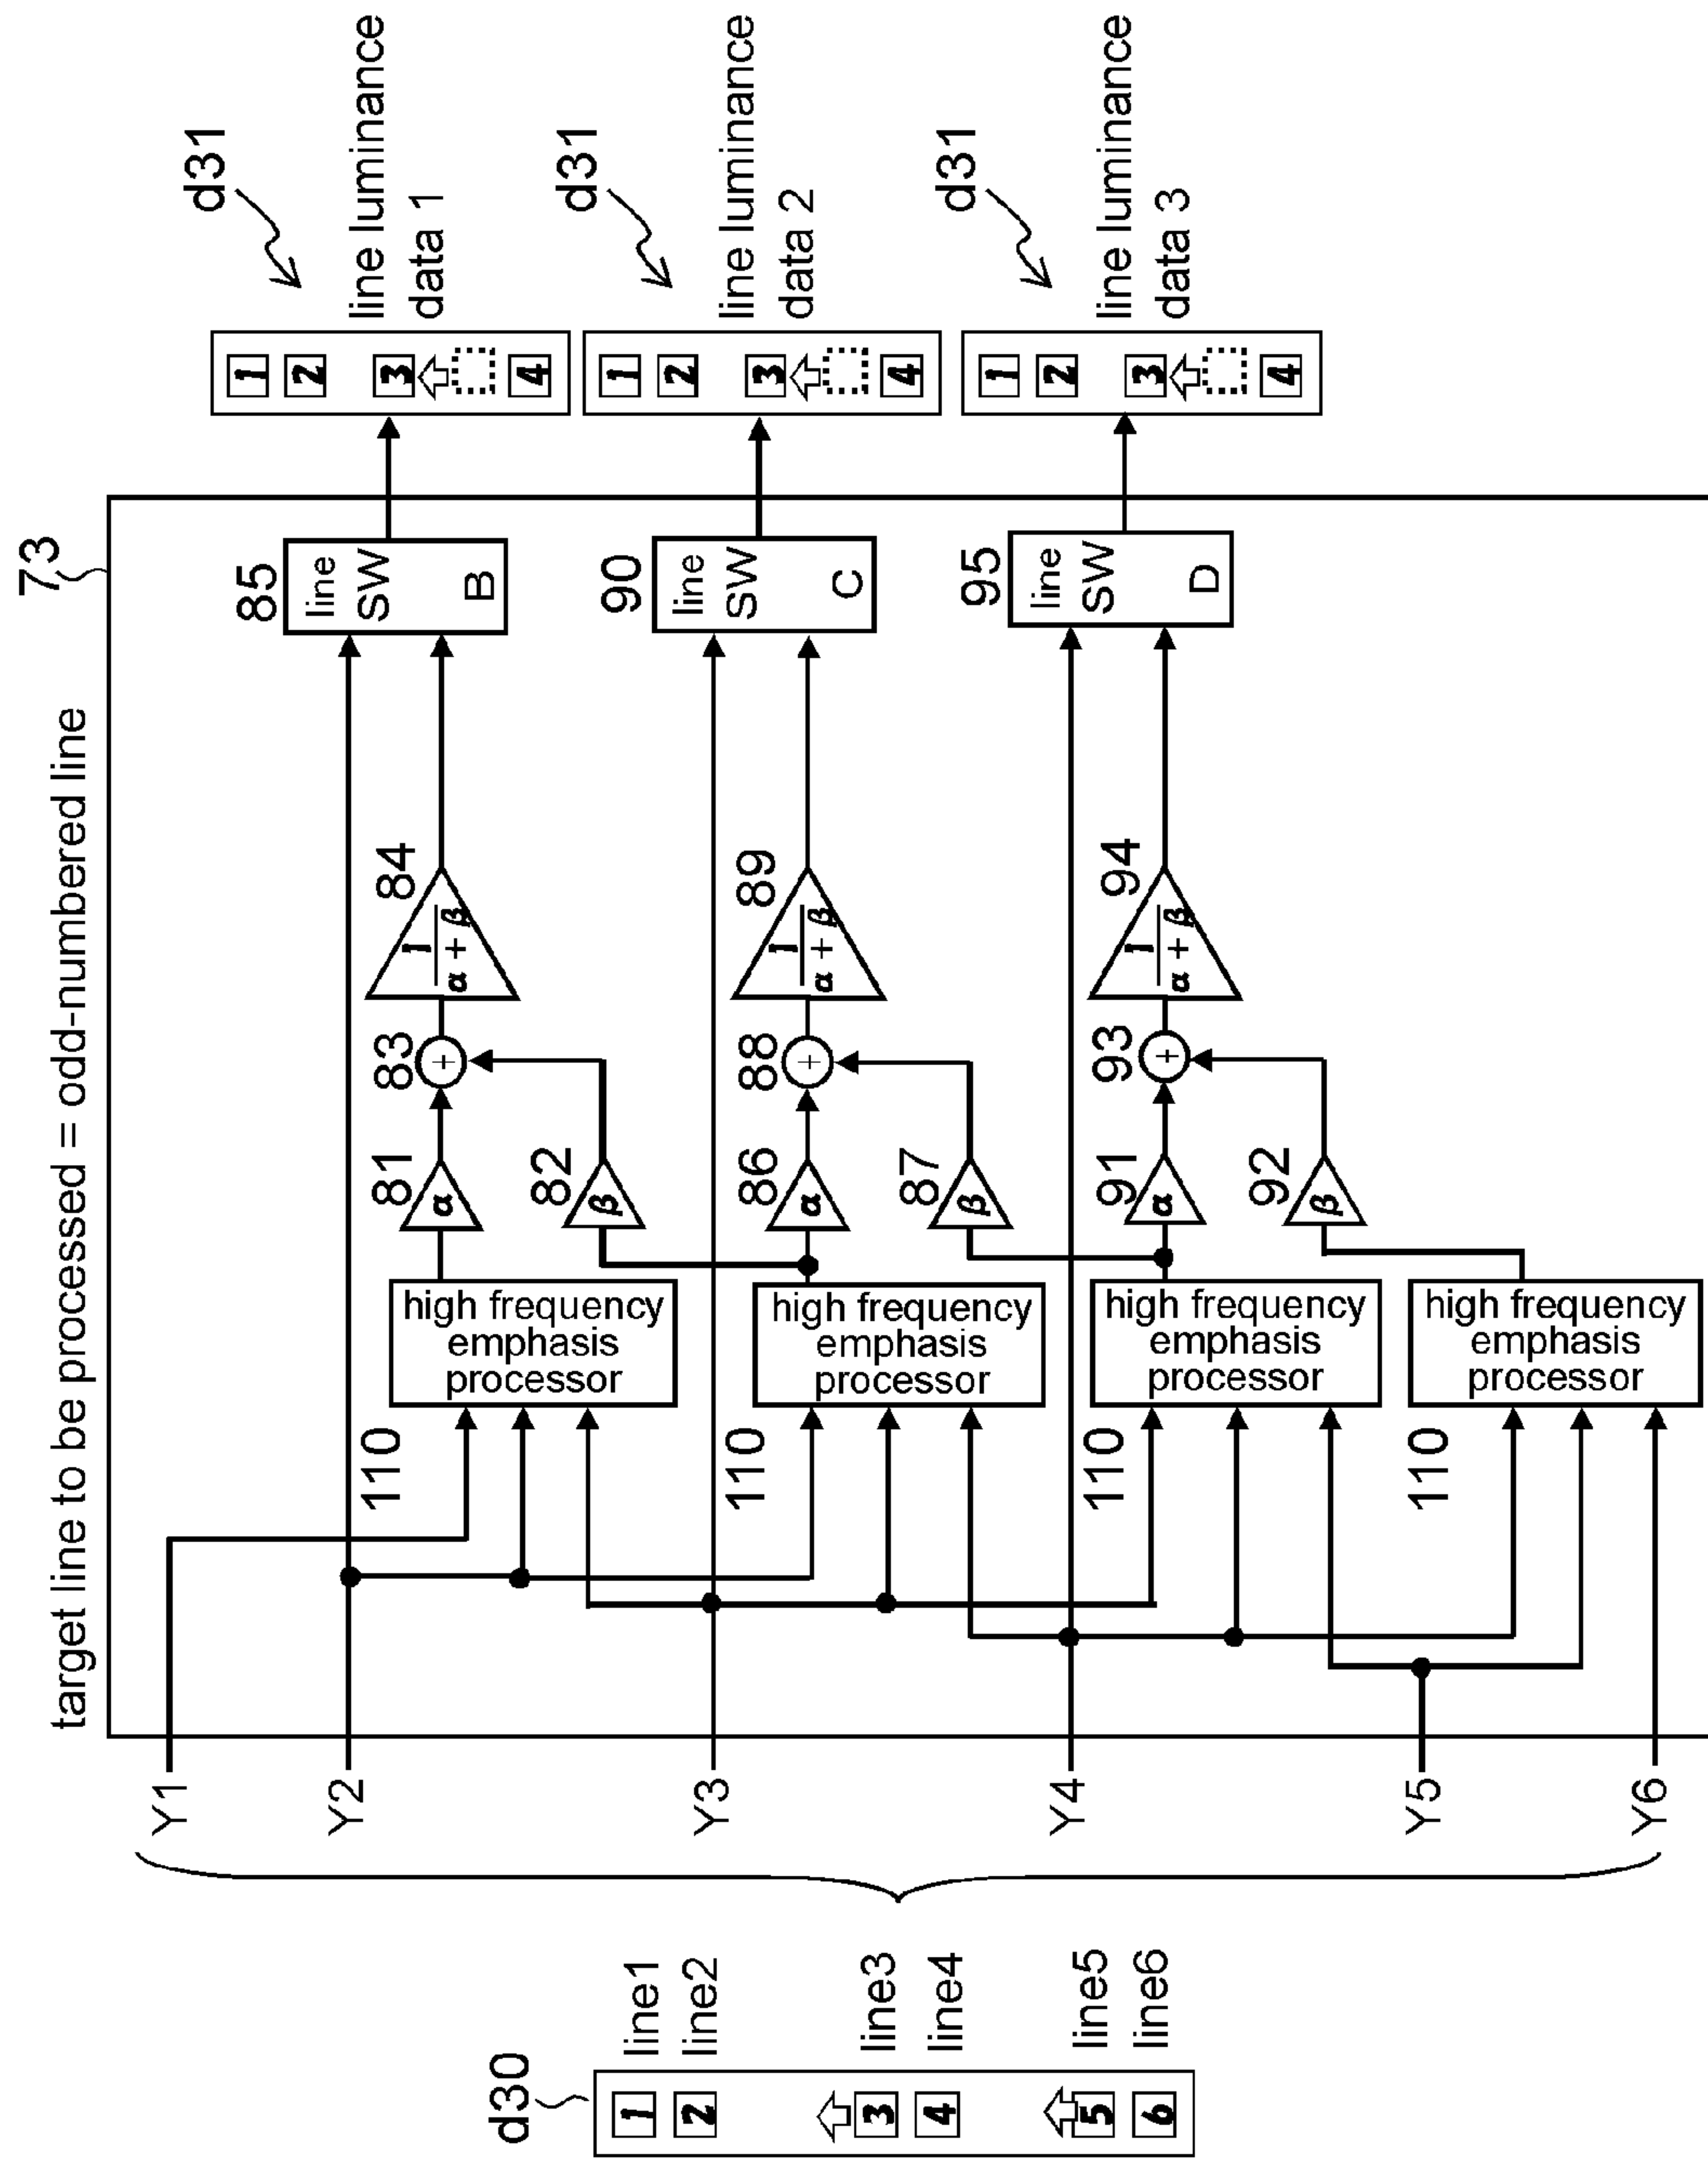 target line to be processed = odd-numbered line
73
d30
1
2
3
4
5
6
line1
line2
line3
line4
line5
line6
Y1
Y2
Y3
Y4
Y5
Y6
110
high frequency
emphasis
processor
110
high frequency
emphasis
processor
110
high frequency
emphasis
processor
110
high frequency
emphasis
processor
81
α
82
β
83
+
84
1
α + β
85
line
SW
B
86
α
87
β
88
+
89
1
α + β
90
line
SW
C
91
α
92
β
93
+
94
1
α + β
95
line
SW
D
d31
1
2
3
4
line luminance
data 1
d31
1
2
3
4
line luminance
data 2
d31
1
2
3
4
line luminance
data 3